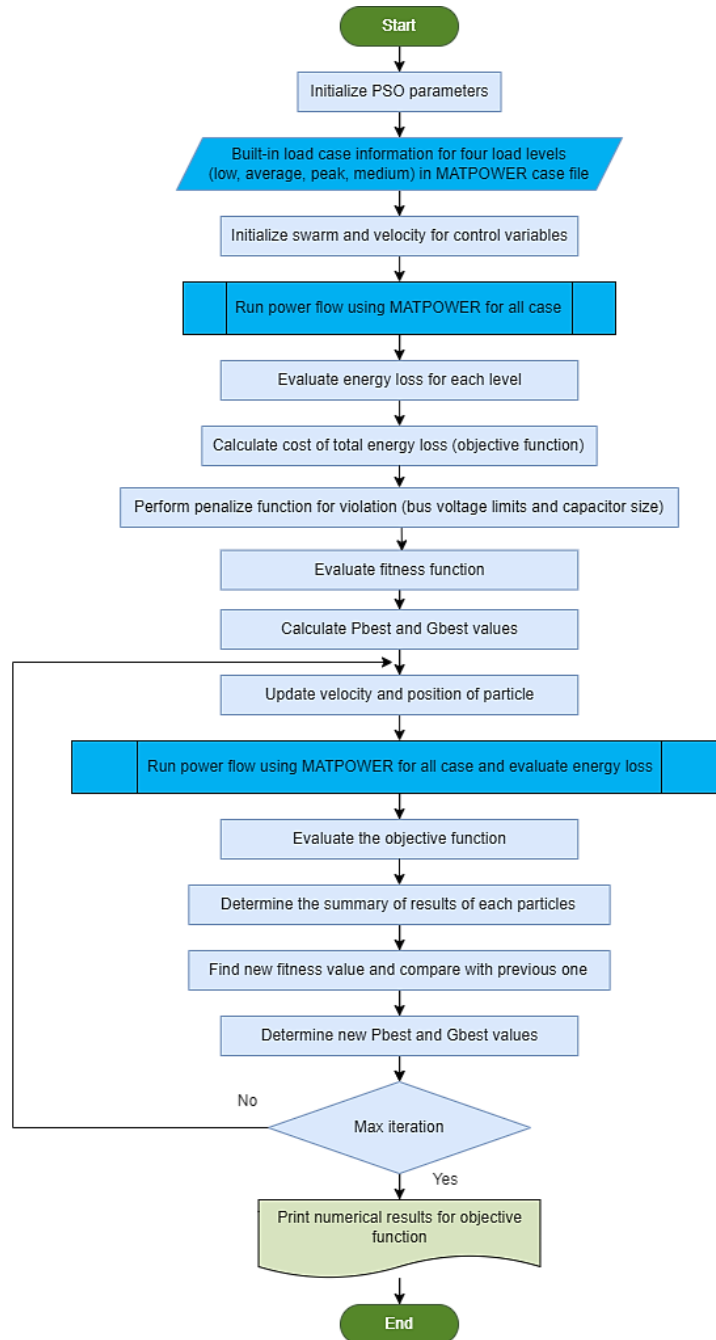 Start
Initialize PSO parameters
Built-in load case information for four load levels
(low, average, peak, medium) in MATPOWER case file
Initialize swarm and velocity for control variables
Run power flow using MATPOWER for all case
Evaluate energy loss for each level
Calculate cost of total energy loss (objective function)
Perform penalize function for violation (bus voltage limits and capacitor size)
Evaluate fitness function
Calculate Pbest and Gbest values
Update velocity and position of particle
Run power flow using MATPOWER for all case and evaluate energy loss
Evaluate the objective function
Determine the summary of results of each particles
Find new fitness value and compare with previous one
Determine new Pbest and Gbest values
No
Max iteration
Yes
Print numerical results for objective
function
End